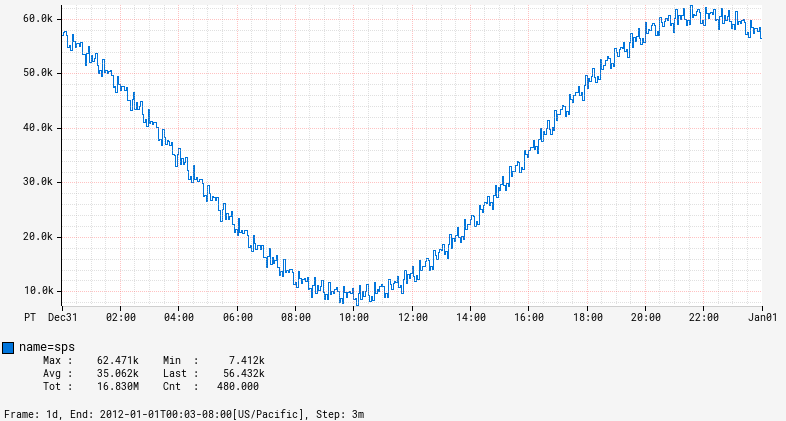 60.0k
50.0k
40.0k
30.0k
20.0k
10.0k
PT Dec31 02:00 04:00 06:00 08:00 10:00 12:00 14:00 16:00 18:00 20:00 22:00 Jan01
name=sps
Max : 62.471k Min : 7.412k
Avg : 35.062k Last : 56.432k
Tot : 16.830M Cnt : 480.000
Frame: 1d, End: 2012-01-01T00:03-08:00[US/Pacific], Step: 3m